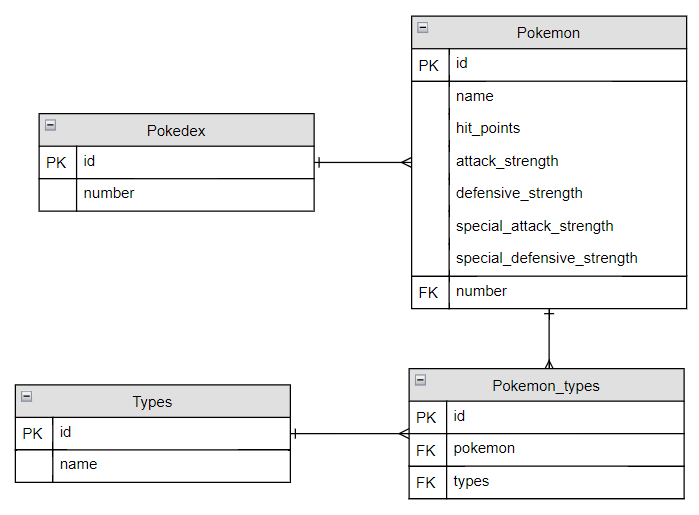 Pokemon
PK id
name
hit_points
attack_strength
defensive_strength
special_attack_strength
special_defensive_strength
FK number
Pokedex
PK id
number
Types
PK id
name
Pokemon_types
PK id
FK pokemon
FK types